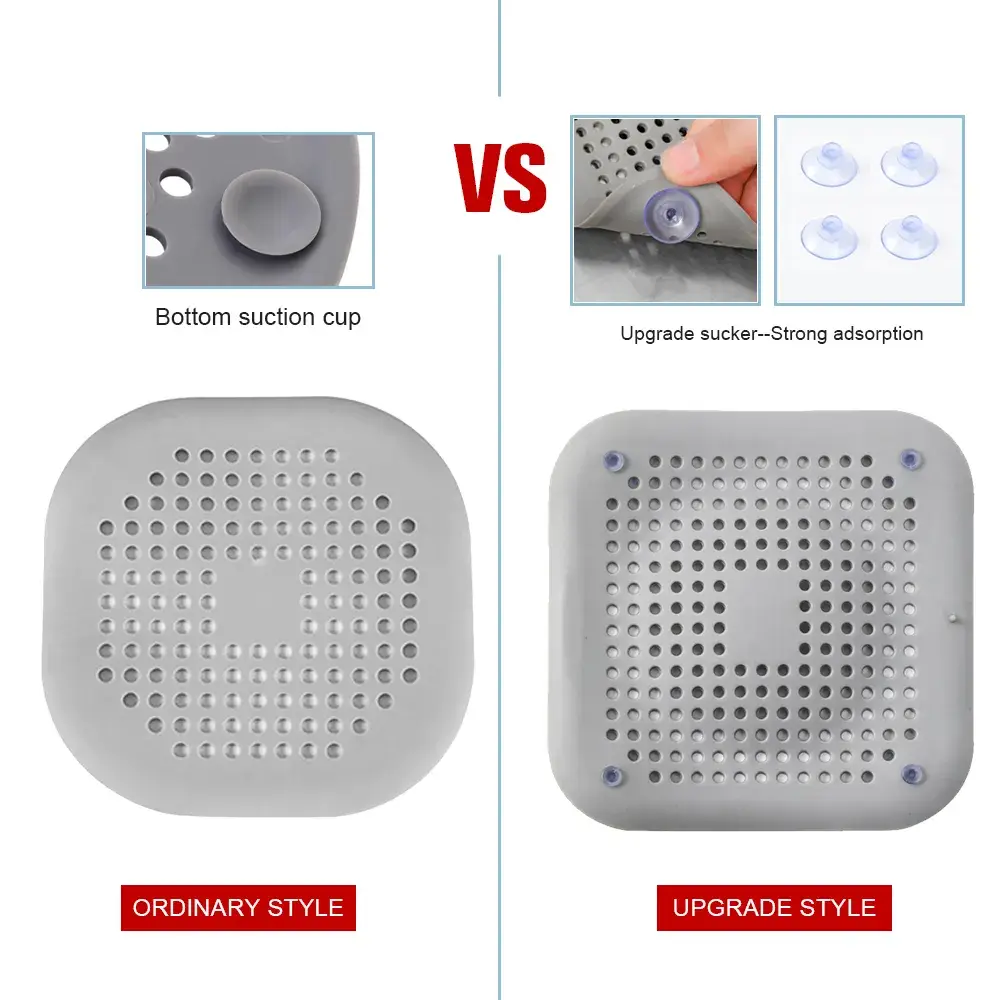 VS
Bottom suction cup
Upgrade sucker--Strong adsorption
ORDINARY STYLE
UPGRADE STYLE